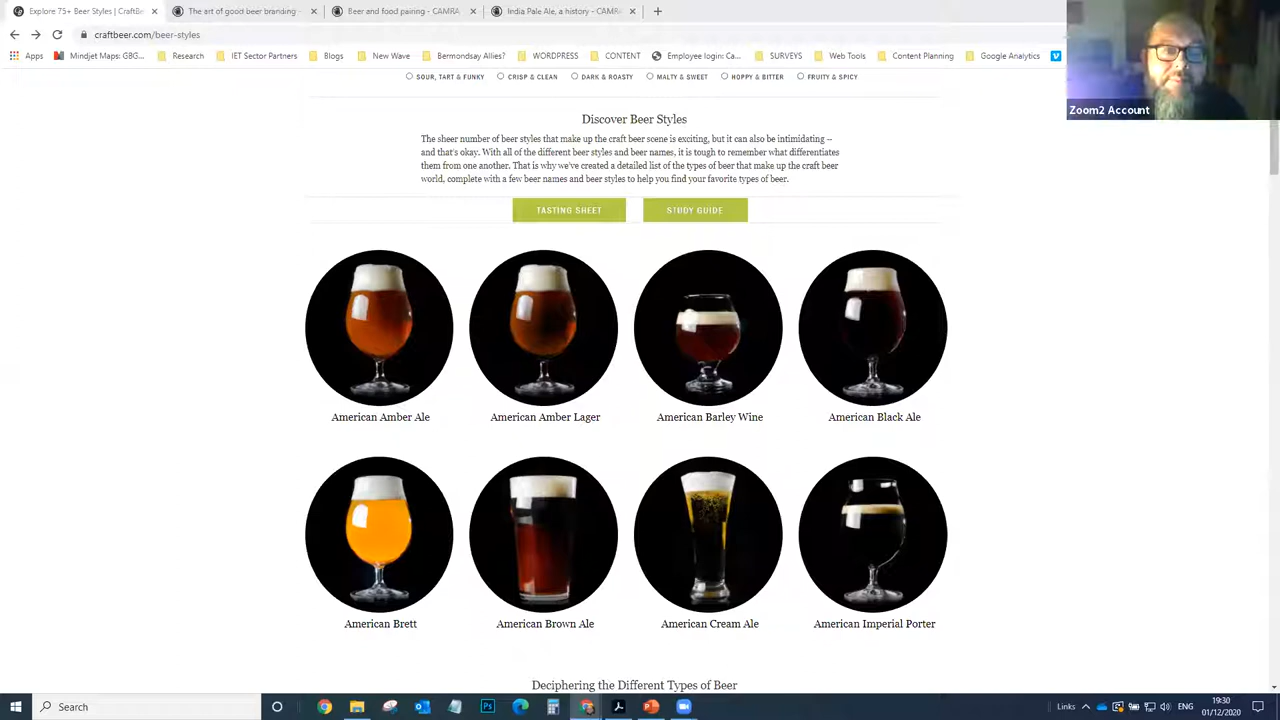 Explore 75+ Beer Styles | CraftBe
The art of good beer branding -
Beer and food pairing - CAMRA
India Pale Ale, a history - CAMR
craftbeer.com/beer-styles
Apps
Mindjet Maps: GBG...
Research
IET Sector Partners
Blogs
New Wave
Bermondsay Allies?
WORDPRESS
CONTENT
Employee login: Ca...
SURVEYS
Web Tools
Content Planning
Google Analytics
Zoom2 Account
SOUR, TART & FUNKY
CRISP & CLEAN
DARK & ROASTY
MALTY & SWEET
HOPPY & BITTER
FRUITY & SPICY
Discover Beer Styles
The sheer number of beer styles that make up the craft beer scene is exciting, but it can also be intimidating --
and that's okay. With all of the different beer styles and beer names, it is tough to remember what differentiates
them from one another. That is why we've created a detailed list of the types of beer that make up the craft beer
world, complete with a few beer names and beer styles to help you find your favorite types of beer.
TASTING SHEET
STUDY GUIDE
American Amber Ale
American Amber Lager
American Barley Wine
American Black Ale
American Brett
American Brown Ale
American Cream Ale
American Imperial Porter
Deciphering the Different Types of Beer
Search
Links
ENG
19:30
01/12/2020